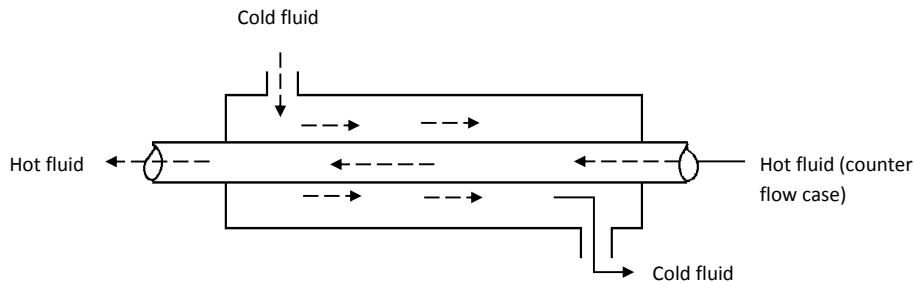 Cold fluid
Hot fluid
Hot fluid (counter
flow case)
Cold fluid